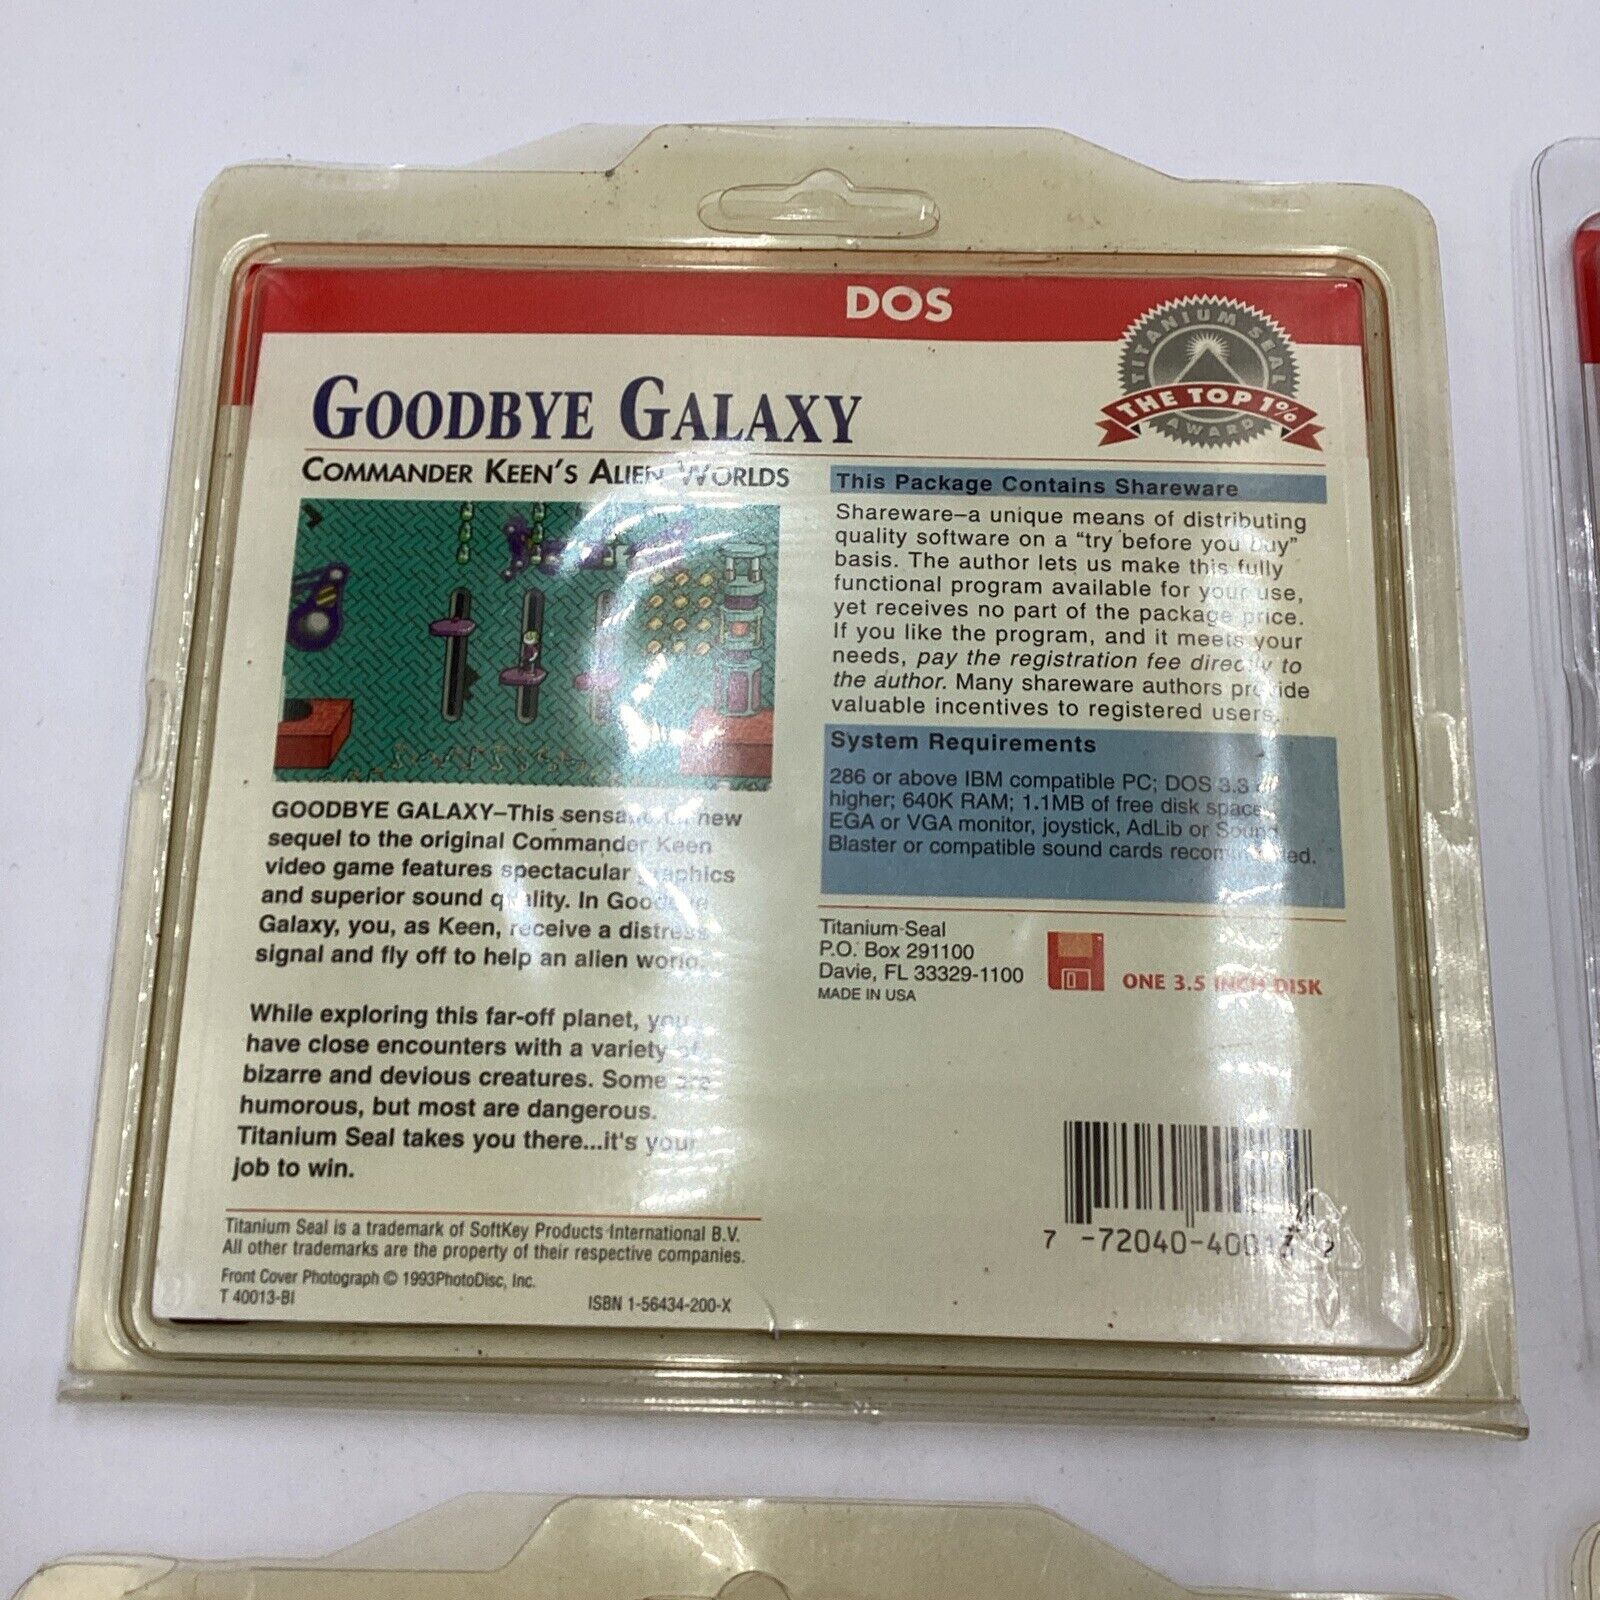 DOS
TITANIUM SEAL
THE TOP 1%
AWARD
GOODBYE GALAXY
COMMANDER KEEN'S ALIEN WORLDS
GOODBYE GALAXY–This new
sequel to the original Commander Keen
video game features spectacular graphics
and superior sound quality. In Goodbye
Galaxy, you, as Keen, receive a distress
signal and fly off to help an alien world.
While exploring this far-off planet, you
have close encounters with a variety of
bizarre and devious creatures. Some are
humorous, but most are dangerous.
Titanium Seal takes you there...it's your
job to win.
Titanium Seal is a trademark of SoftKey Products International B.V.
All other trademarks are the property of their respective companies.
Front Cover Photograph © 1993PhotoDisc, Inc.
T 40013-BI
ISBN 1-56434-200-X
This Package Contains Shareware
Shareware–a unique means of distributing
quality software on a "try before you buy"
basis. The author lets us make this fully
functional program available for your use,
yet receives no part of the package price.
If you like the program, and it meets your
needs, pay the registration fee directly to
the author. Many shareware authors provide
valuable incentives to registered users.
System Requirements
286 or above IBM compatible PC; DOS 3.3 or
higher; 640K RAM; 1.1MB of free disk space
EGA or VGA monitor, joystick, AdLib or Sound
Blaster or compatible sound cards recommended.
Titanium Seal
P.O. Box 291100
Davie, FL 33329-1100
MADE IN USA
ONE 3.5 INCH DISK
7 -72040-40013 2